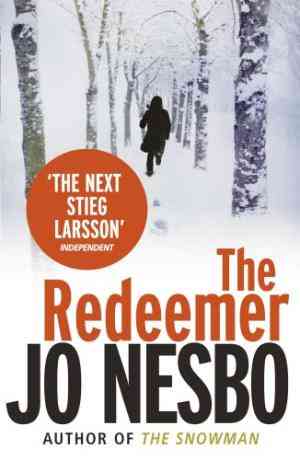 'THE NEXT
STIEG
LARSSON'
INDEPENDENT
The
Redeemer
JO NESBO
AUTHOR OF THE SNOWMAN